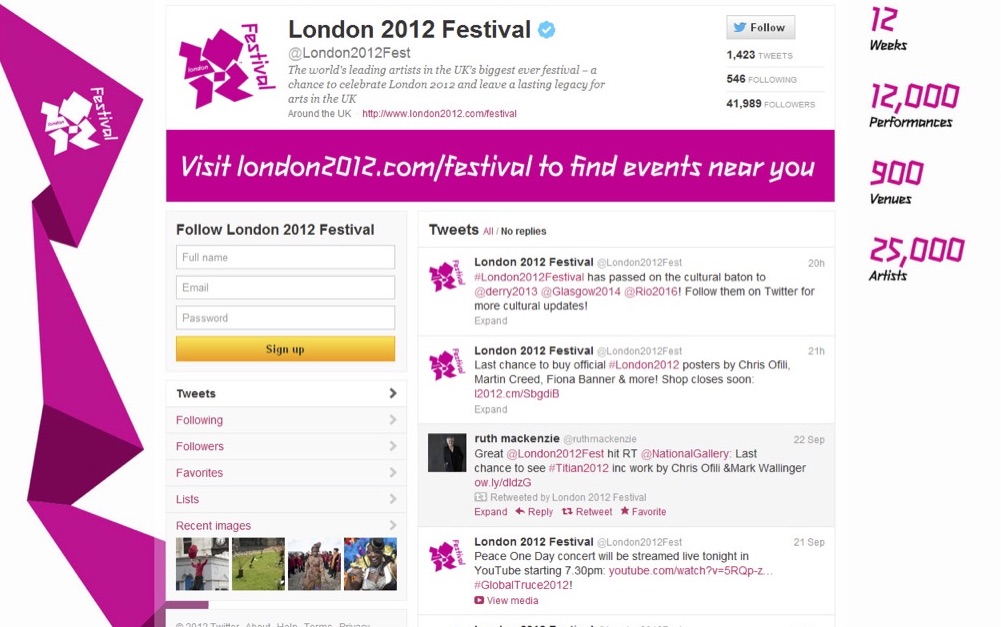 London 2012 Festival
@London2012Fest
The world's leading artists in the UK's biggest ever festival – a
chance to celebrate London 2012 and leave a lasting legacy for
arts in the UK
Around the UK http://www.london2012.com/festival
Follow
1,423 TWEETS
546 FOLLOWING
41,989 FOLLOWERS
london
Festival
london
Festival
Visit london2012.com/festival to find events near you
12
Weeks
12,000
Performances
900
Venues
25,000
Artists
Follow London 2012 Festival
Full name
Email
Password
Sign up
Tweets
Following
Followers
Favorites
Lists
Recent images
© 2012 Twitter About Help Terms Privacy
Tweets All / No replies
London 2012 Festival @London2012Fest 20h
#London2012Festival has passed on the cultural baton to
@derry2013 @Glasgow2014 @Rio2016! Follow them on Twitter for
more cultural updates!
Expand
London 2012 Festival @London2012Fest 21h
Last chance to buy official #London2012 posters by Chris Ofili,
Martin Creed, Fiona Banner & more! Shop closes soon:
l2012.cm/SbgdiB
Expand
ruth mackenzie @ruthmackenzie 22 Sep
Great @London2012Fest hit RT @NationalGallery: Last
chance to see #Titian2012 inc work by Chris Ofili &Mark Wallinger
ow.ly/dldzG
Retweeted by London 2012 Festival
Expand Reply Retweet Favorite
London 2012 Festival @London2012Fest 21 Sep
Peace One Day concert will be streamed live tonight in
YouTube starting 7.30pm: youtube.com/watch?v=5RQp-z...
#GlobalTruce2012!
View media
London 2012 Festival